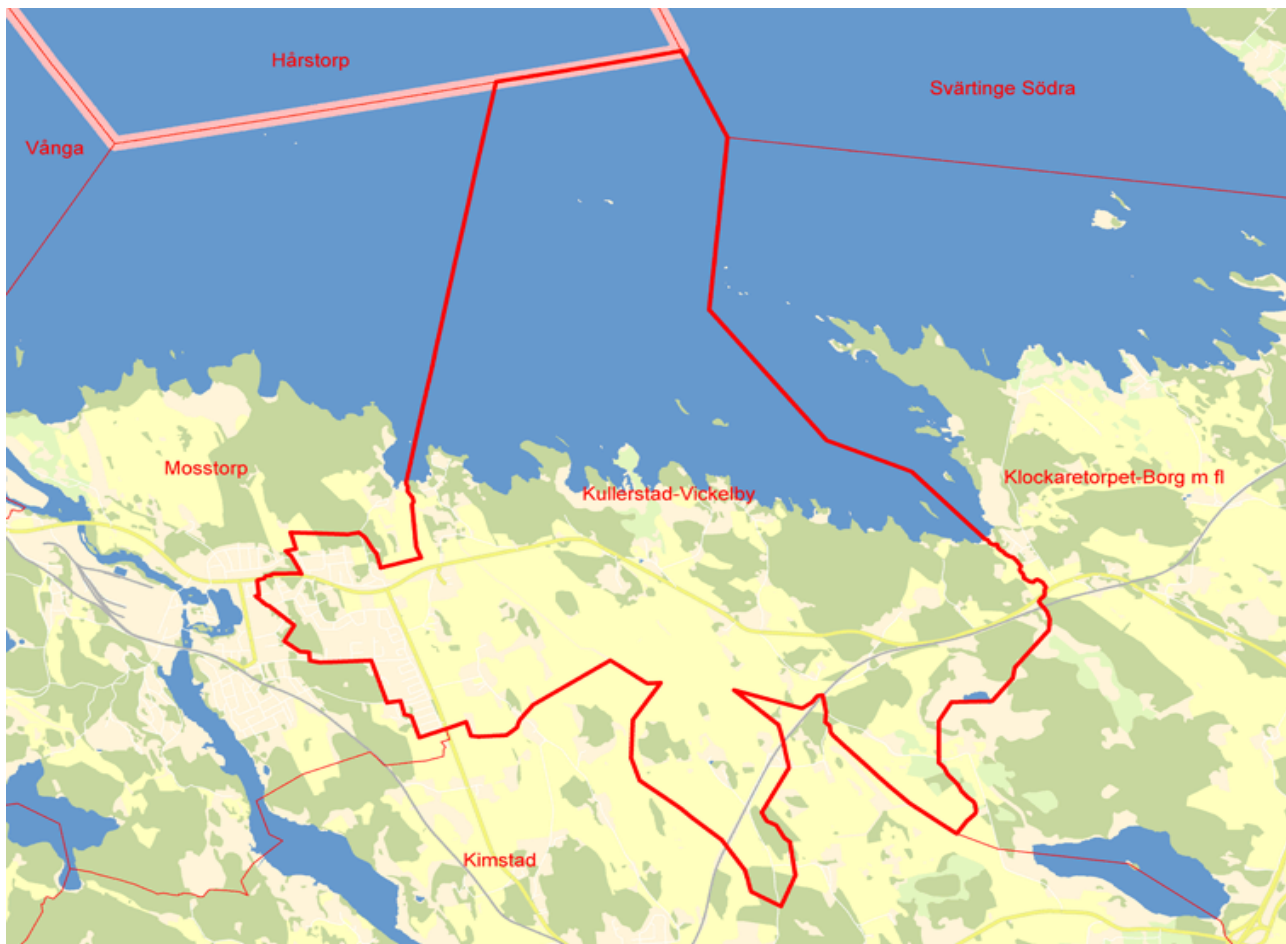 Hårstorp
Svärtinge Södra
Vånga
Mosstorp
Kullerstad-Vickelby
Klockaretorpet-Borg m fl
Kimstad